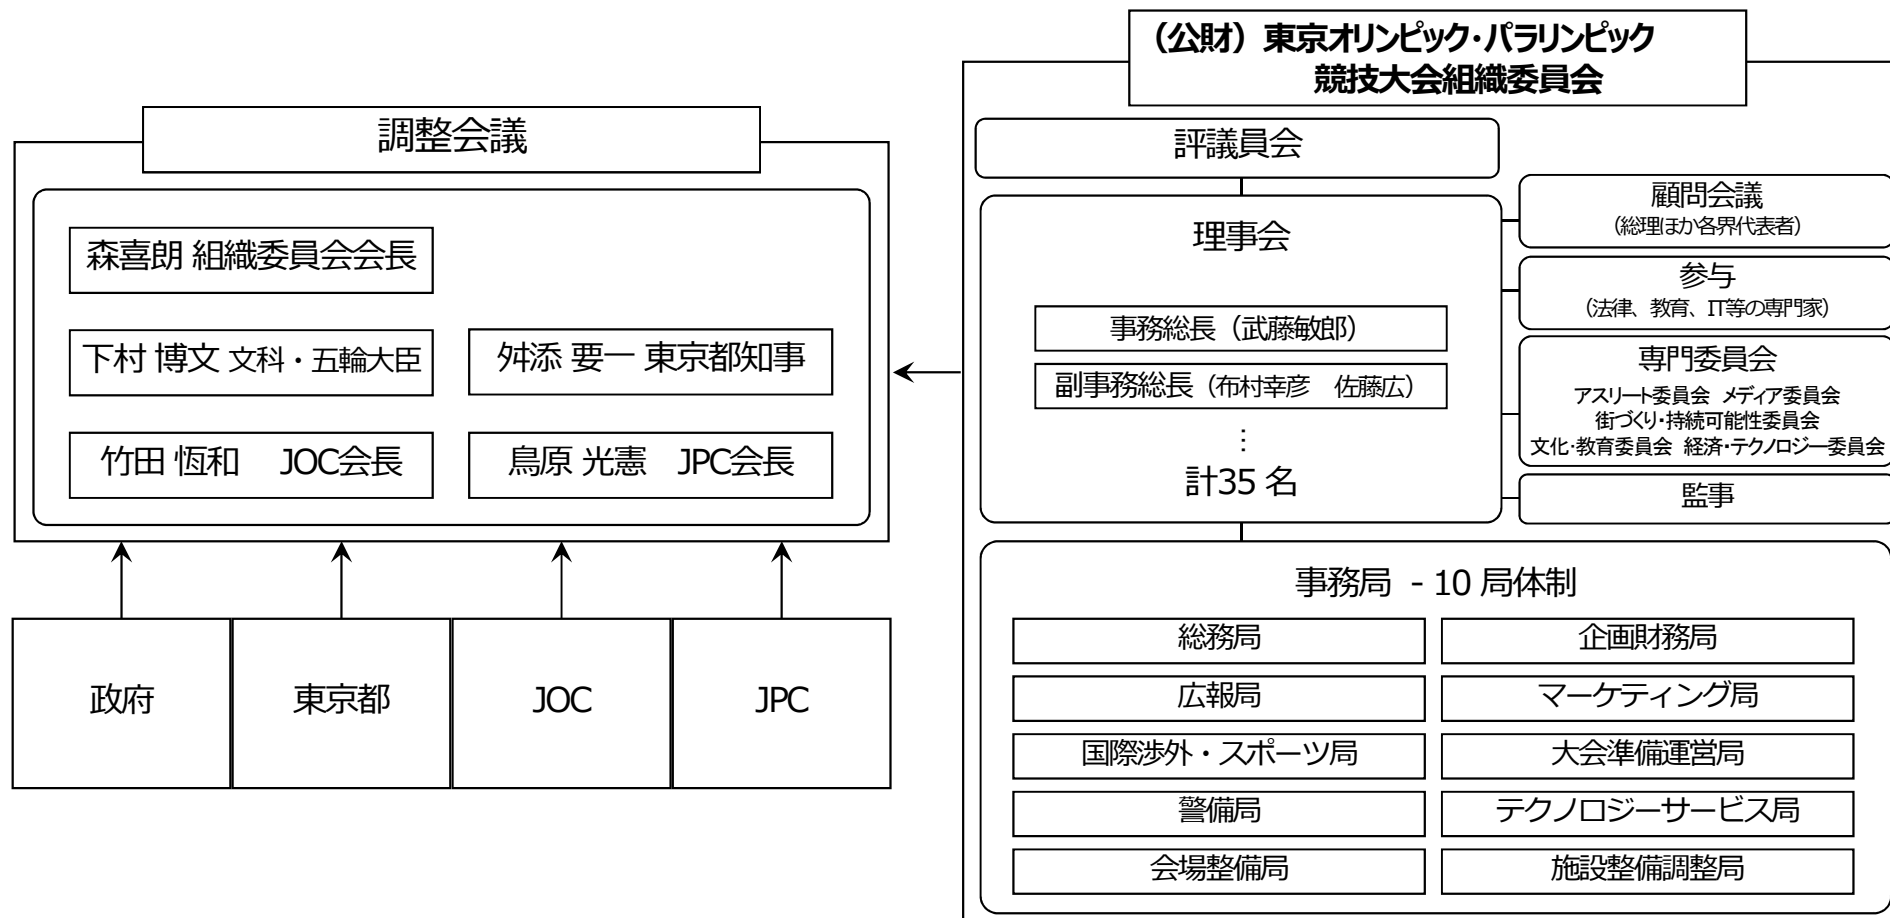 (公財)東京オリンピック・パラリンピック
競技大会組織委員会
調整会議
森喜朗 組織委員会会長
下村 博文 文科・五輪大臣
舛添 要一 東京都知事
竹田 恆和 JOC会長
鳥原 光憲 JPC会長
政府
東京都
JOC
JPC
評議員会
理事会
事務総長(武藤敏郎)
副事務総長(布村幸彦 佐藤広)
⋮
計35 名
顧問会議
(総理ほか各界代表者)
参与
(法律、教育、IT等の専門家)
専門委員会
アスリート委員会 メディア委員会
街づくり・持続可能性委員会
文化・教育委員会 経済・テクノロジー委員会
監事
事務局 - 10 局体制
総務局
企画財務局
広報局
マーケティング局
国際渉外・スポーツ局
大会準備運営局
警備局
テクノロジーサービス局
会場整備局
施設整備調整局